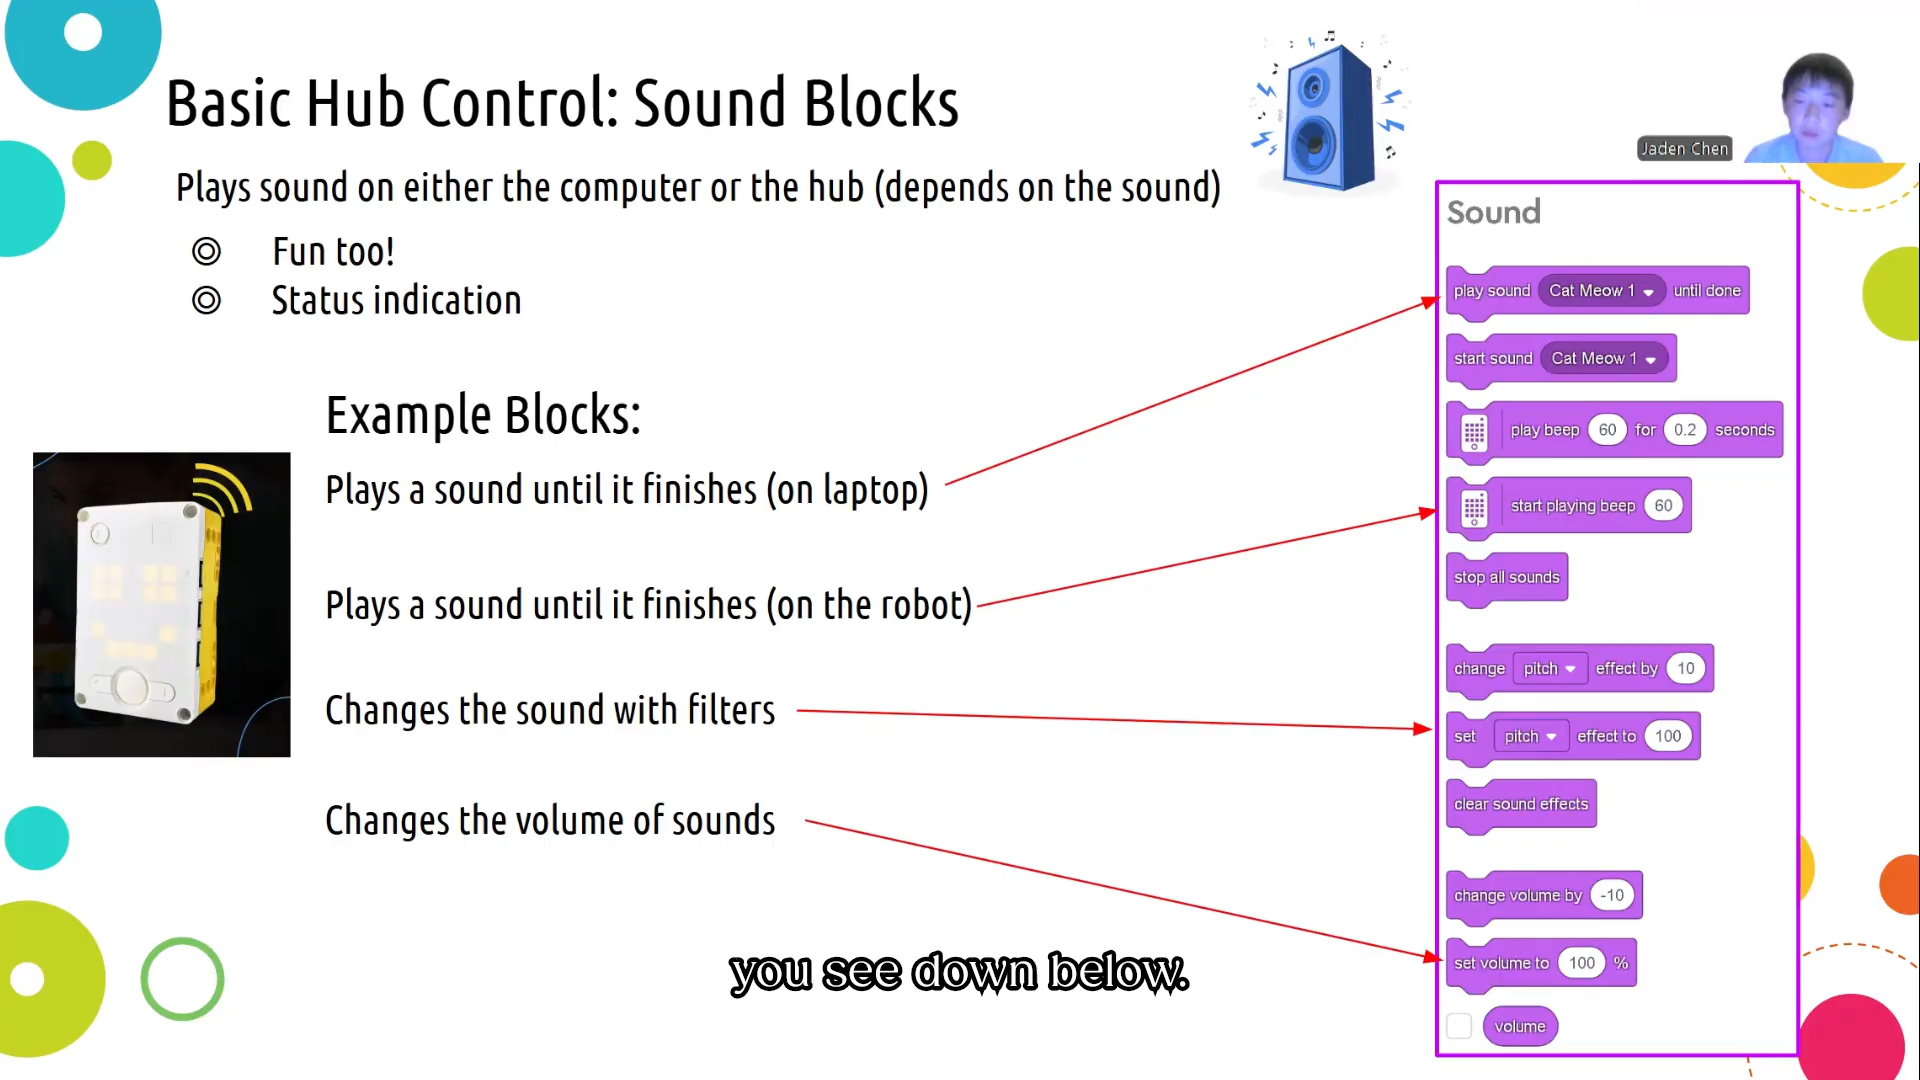 Basic Hub Control: Sound Blocks
Jaden Chen
Plays sound on either the computer or the hub (depends on the sound)
Fun too!
Status indication
Example Blocks:
Plays a sound until it finishes (on laptop)
Plays a sound until it finishes (on the robot)
Changes the sound with filters
Changes the volume of sounds
Sound
play sound Cat Meow 1 until done
start sound Cat Meow 1
play beep 60 for 0.2 seconds
start playing beep 60
stop all sounds
change pitch effect by 10
set pitch effect to 100
clear sound effects
change volume by -10
set volume to 100 %
volume
you see down below.